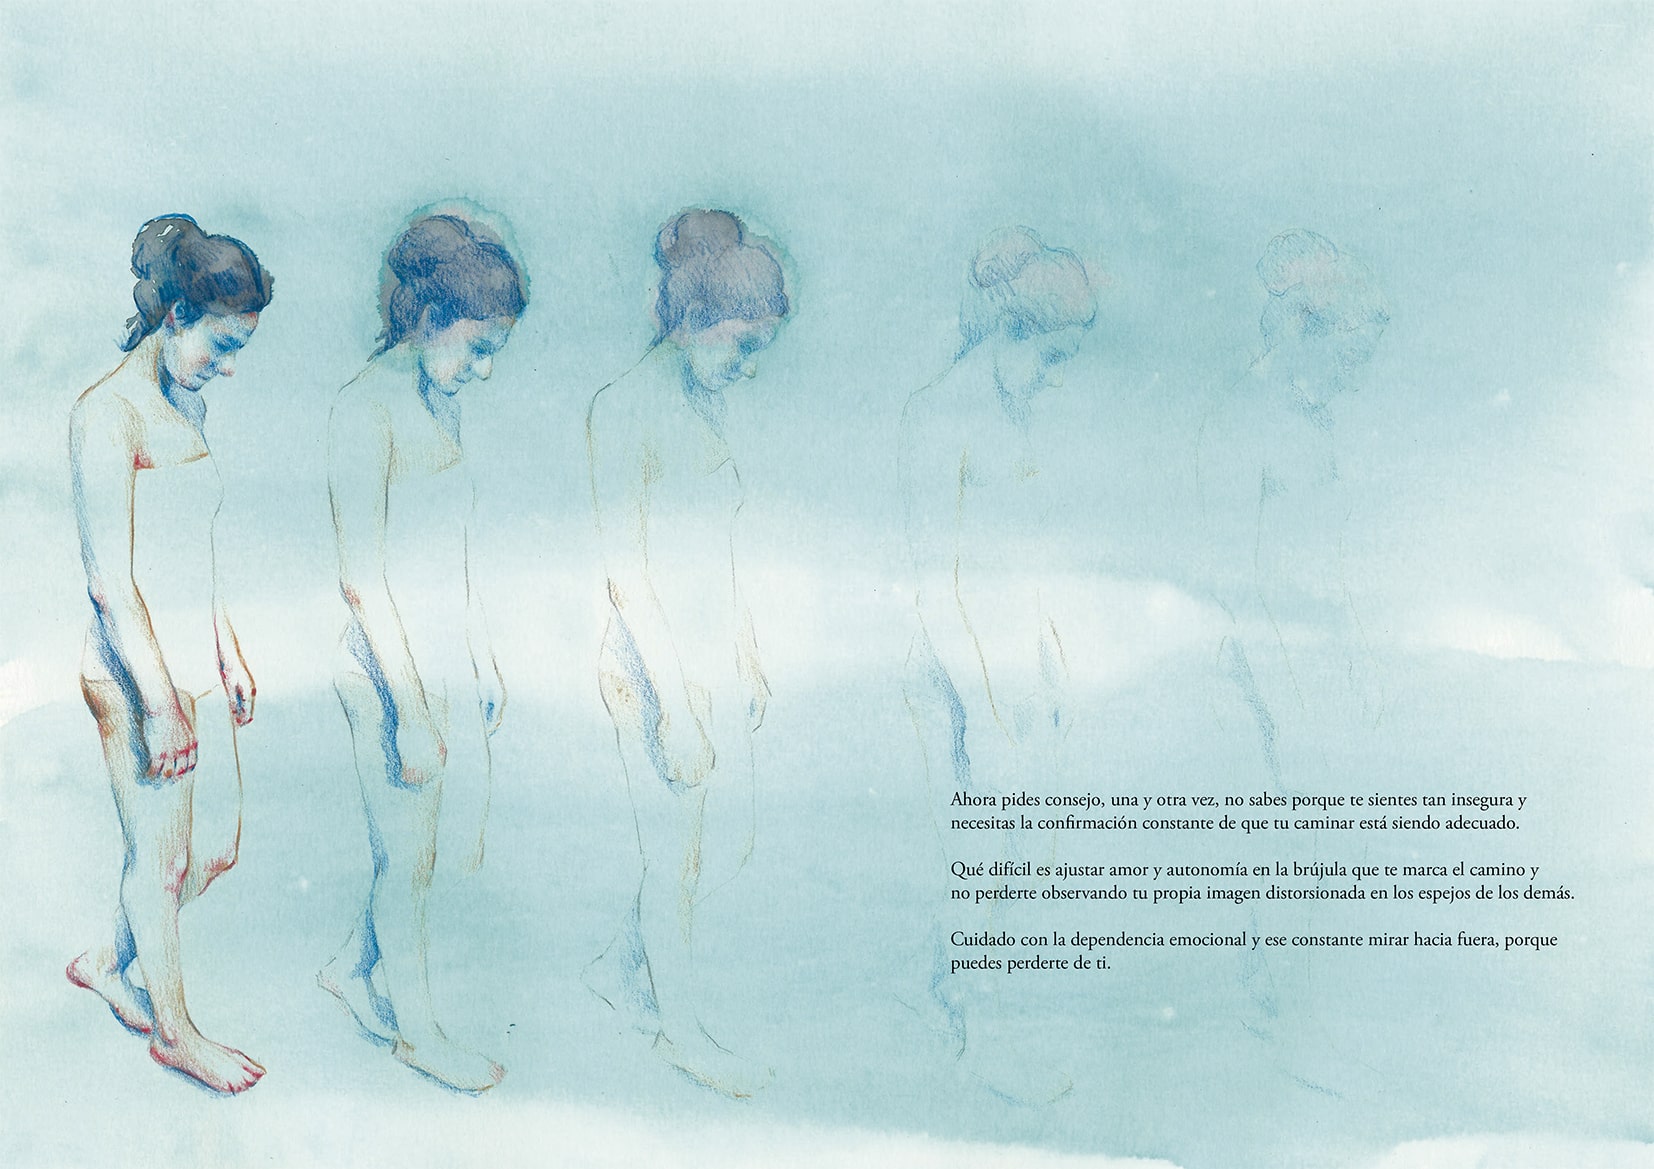 Ahora pides consejo, una y otra vez, no sabes porque te sientes tan insegura y
necesitas la confirmación constante de que tu caminar está siendo adecuado.
Qué difícil es ajustar amor y autonomía en la brújula que te marca el camino y
no perderte observando tu propia imagen distorsionada en los espejos de los demás.
Cuidado con la dependencia emocional y ese constante mirar hacia fuera, porque
puedes perderte de ti.